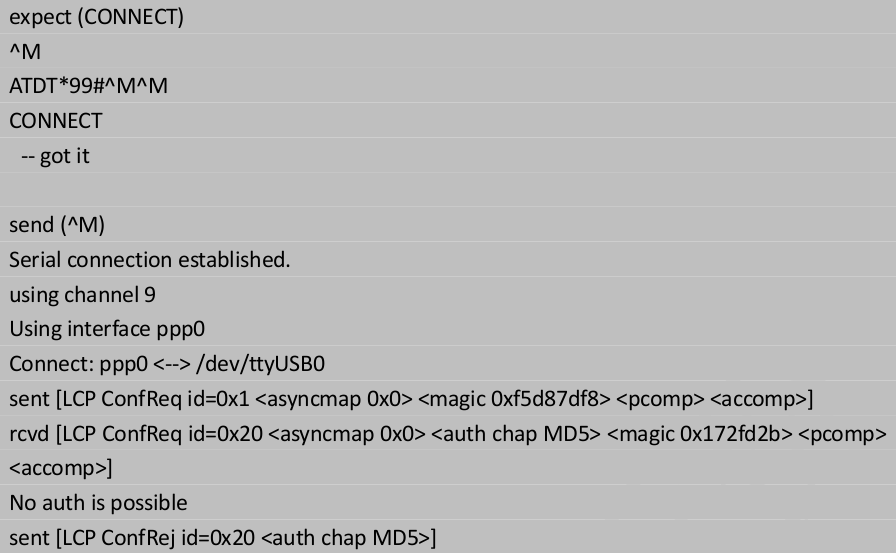 expect (CONNECT)
^M
ATDT*99#^M^M
CONNECT
-- got it
send (^M)
Serial connection established.
using channel 9
Using interface ppp0
Connect: ppp0 <--> /dev/ttyUSB0
sent [LCP ConfReq id=0x1 <asyncmap 0x0> <magic 0xf5d87df8> <pcomp> <accomp>]
rcvd [LCP ConfReq id=0x20 <asyncmap 0x0> <auth chap MD5> <magic 0x172fd2b> <pcomp>
<accomp>]
No auth is possible
sent [LCP ConfRej id=0x20 <auth chap MD5>]